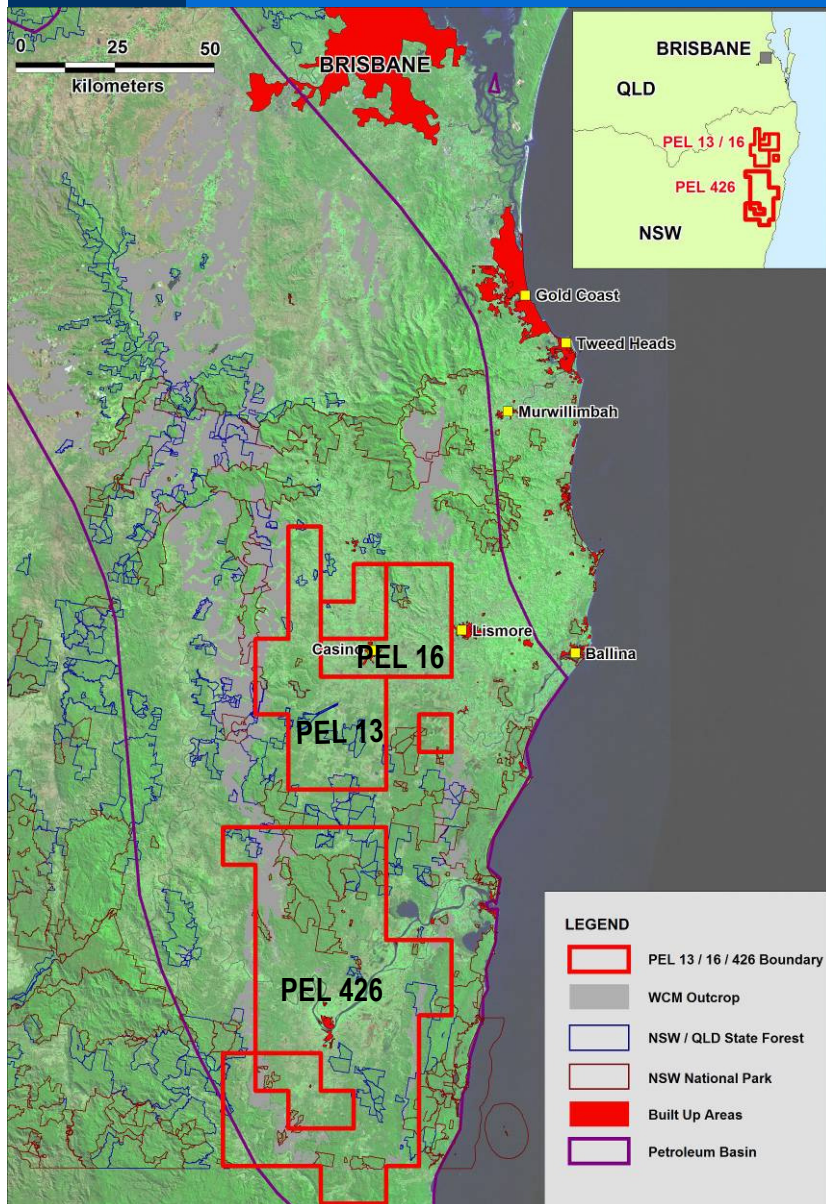 0 25 50
kilometers
BRISBANE
BRISBANE
QLD
PEL 13 / 16
PEL 426
NSW
Gold Coast
Tweed Heads
Murwillimbah
Lismore
Casino
PEL 16
Ballina
PEL 13
PEL 426
LEGEND
PEL 13 / 16 / 426 Boundary
WCM Outcrop
NSW / QLD State Forest
NSW National Park
Built Up Areas
Petroleum Basin